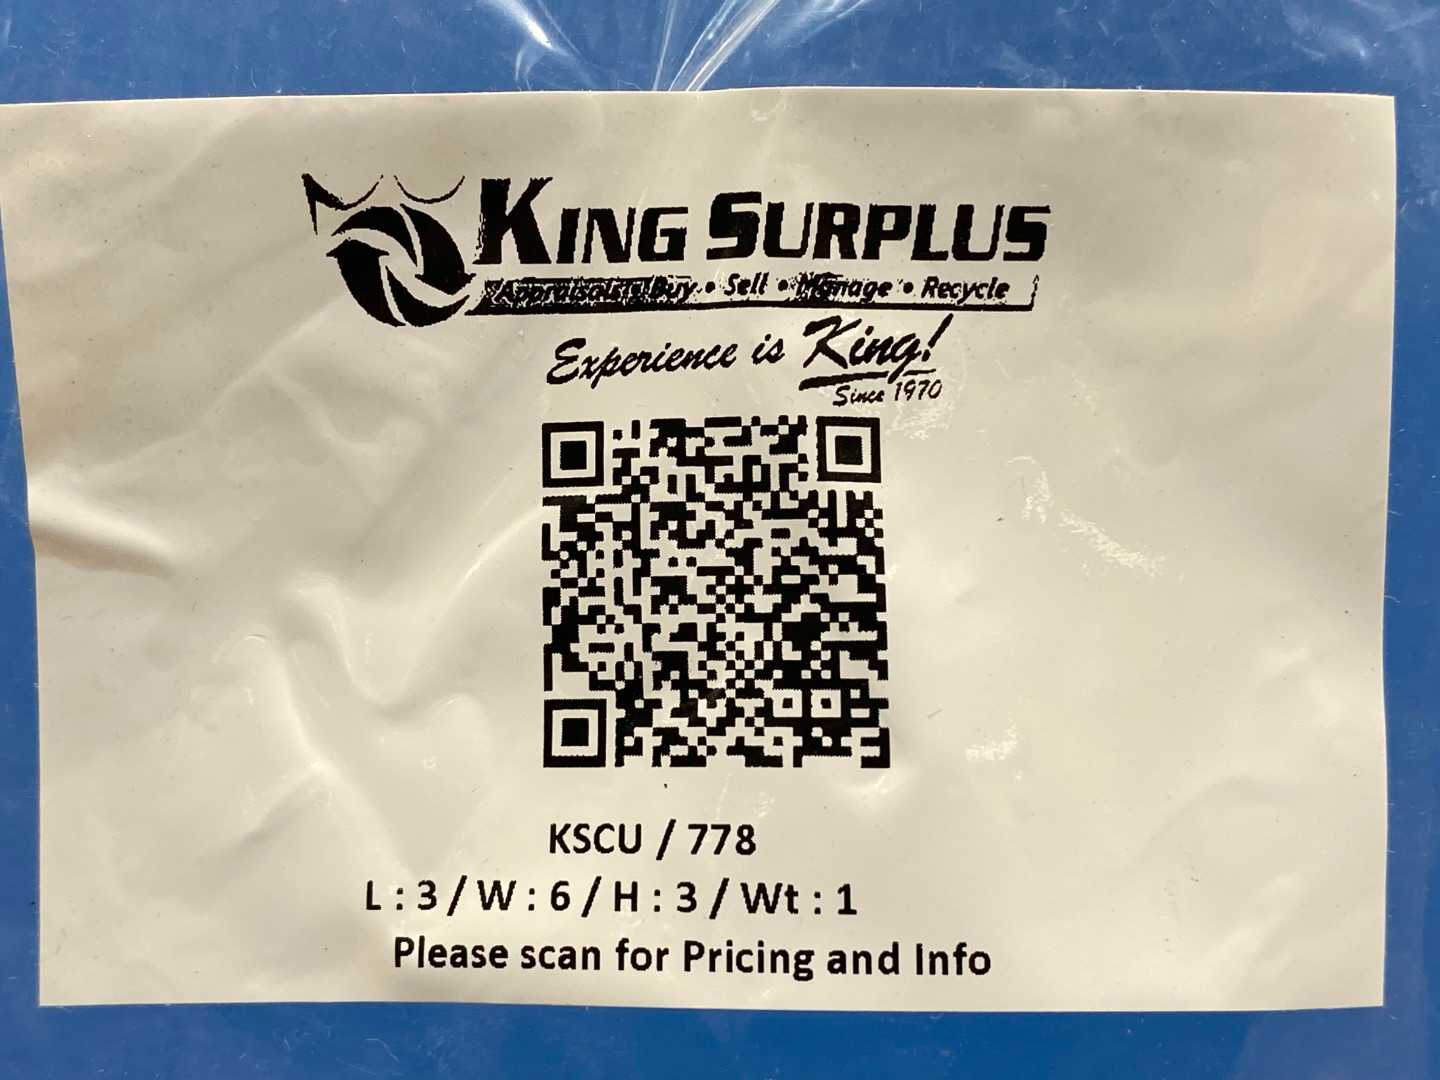 KING SURPLUS
Appraisals • Buy • Sell • Manage • Recycle
Experience is King!
Since 1970
KSCU / 778
L : 3 / W : 6 / H : 3 / Wt : 1
Please scan for Pricing and Info